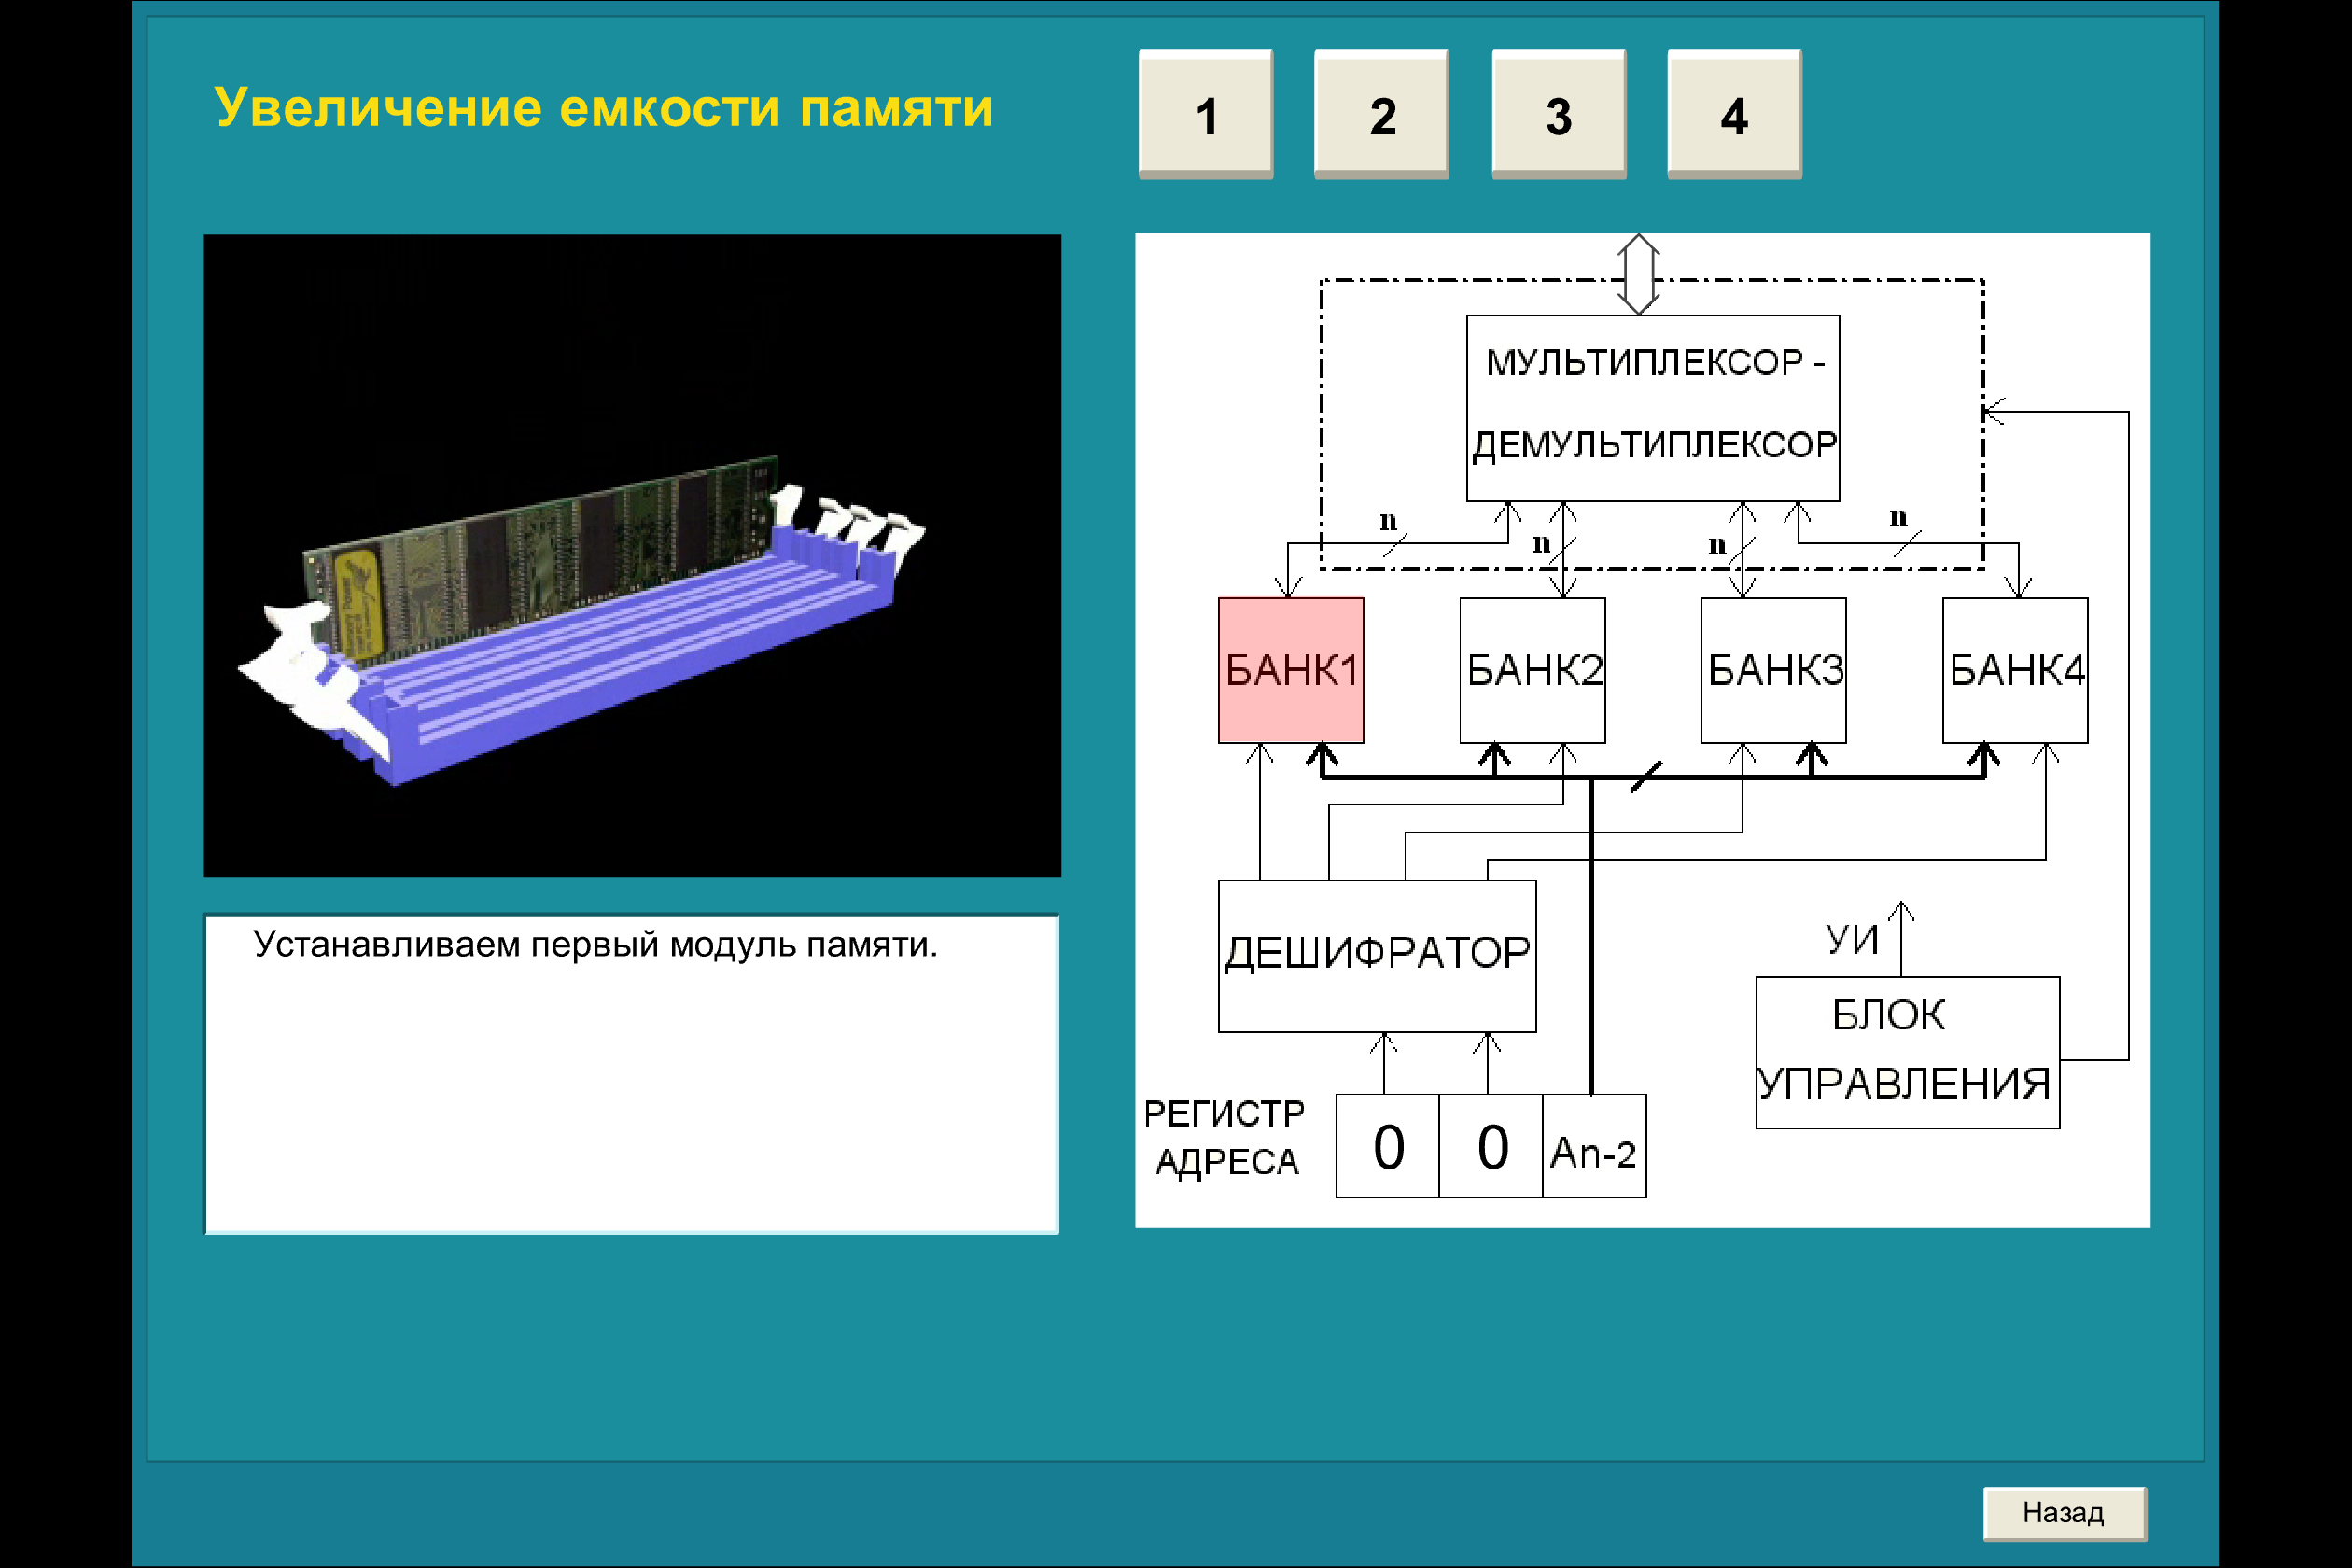 Увеличение емкости памяти
1
2
3
4
МУЛЬТИПЛЕКСОР -
ДЕМУЛЬТИПЛЕКСОР
n
n
n
n
БАНК1
БАНК2
БАНК3
БАНК4
Устанавливаем первый модуль памяти.
ДЕШИФРАТОР
УИ
БЛОК
УПРАВЛЕНИЯ
РЕГИСТР
АДРЕСА
0
0
An-2
Назад